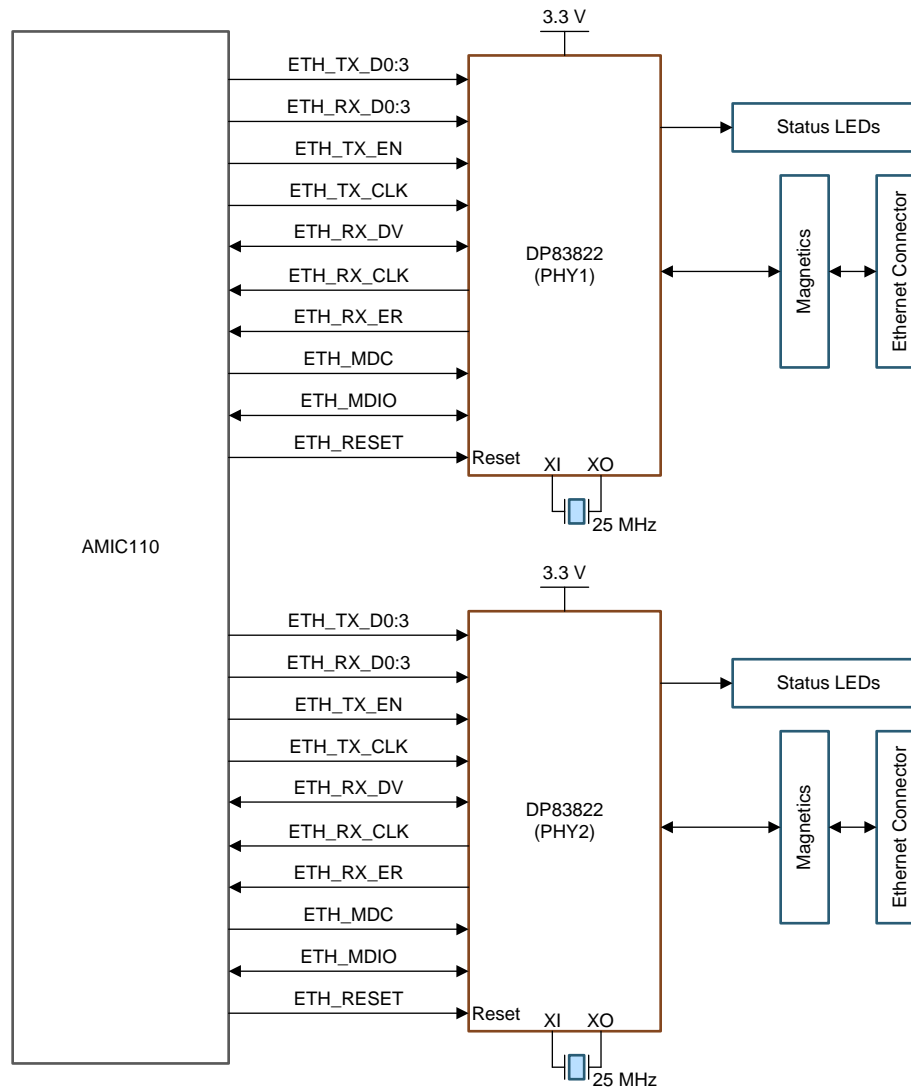 3.3 V
ETH_TX_D0:3
ETH_RX_D0:3
ETH_TX_EN
ETH_TX_CLK
ETH_RX_DV
ETH_RX_CLK
ETH_RX_ER
ETH_MDC
ETH_MDIO
ETH_RESET
Reset
XI
XO
25 MHz
DP83822
(PHY1)
Status LEDs
Magnetics
Ethernet Connector
AMIC110
3.3 V
ETH_TX_D0:3
ETH_RX_D0:3
ETH_TX_EN
ETH_TX_CLK
ETH_RX_DV
ETH_RX_CLK
ETH_RX_ER
ETH_MDC
ETH_MDIO
ETH_RESET
Reset
XI
XO
25 MHz
DP83822
(PHY2)
Status LEDs
Magnetics
Ethernet Connector